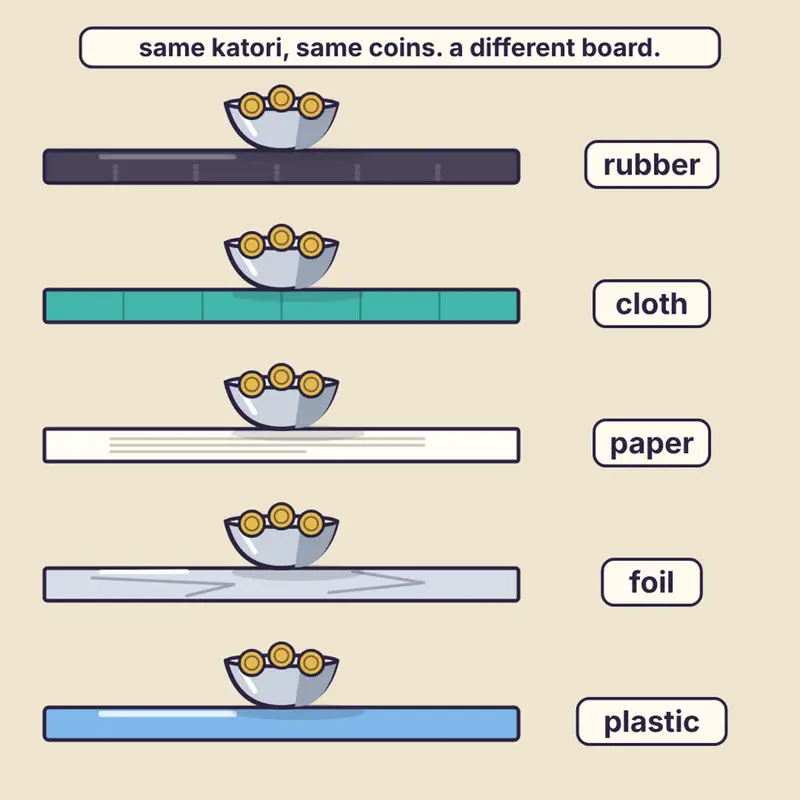 same katori, same coins. a different board.
rubber
cloth
paper
foil
plastic